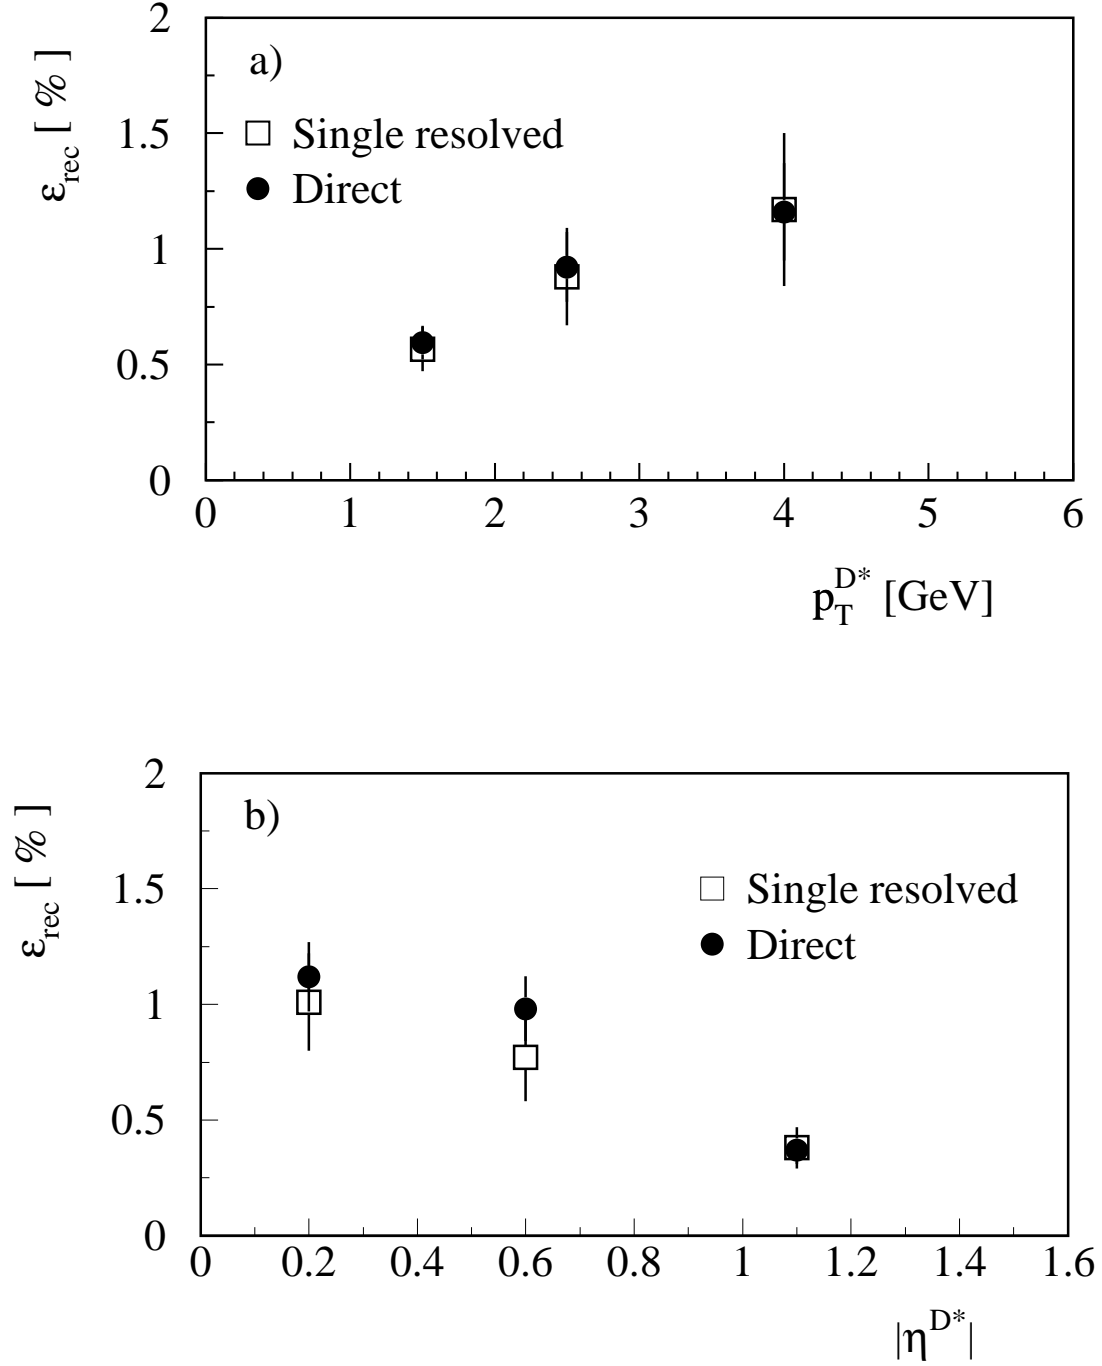 2
a)
ε_rec [ % ]
1.5
□ Single resolved
● Direct
1
0.5
0
0 1 2 3 4 5 6
p_T^D* [GeV]
2
b)
ε_rec [ % ]
1.5
□ Single resolved
● Direct
1
0.5
0
0 0.2 0.4 0.6 0.8 1 1.2 1.4 1.6
|η^D*|